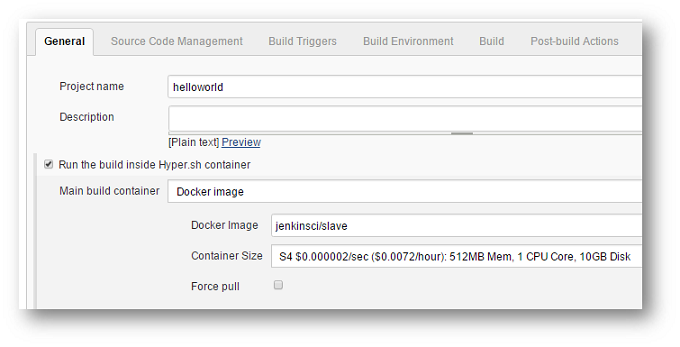 General Source Code Management Build Triggers Build Environment Build Post-build Actions
Project name helloworld
Description
[Plain text] Preview
Run the build inside Hyper.sh container
Main build container Docker image
Docker Image jenkinsci/slave
Container Size S4 $0.000002/sec ($0.0072/hour): 512MB Mem, 1 CPU Core, 10GB Disk
Force pull